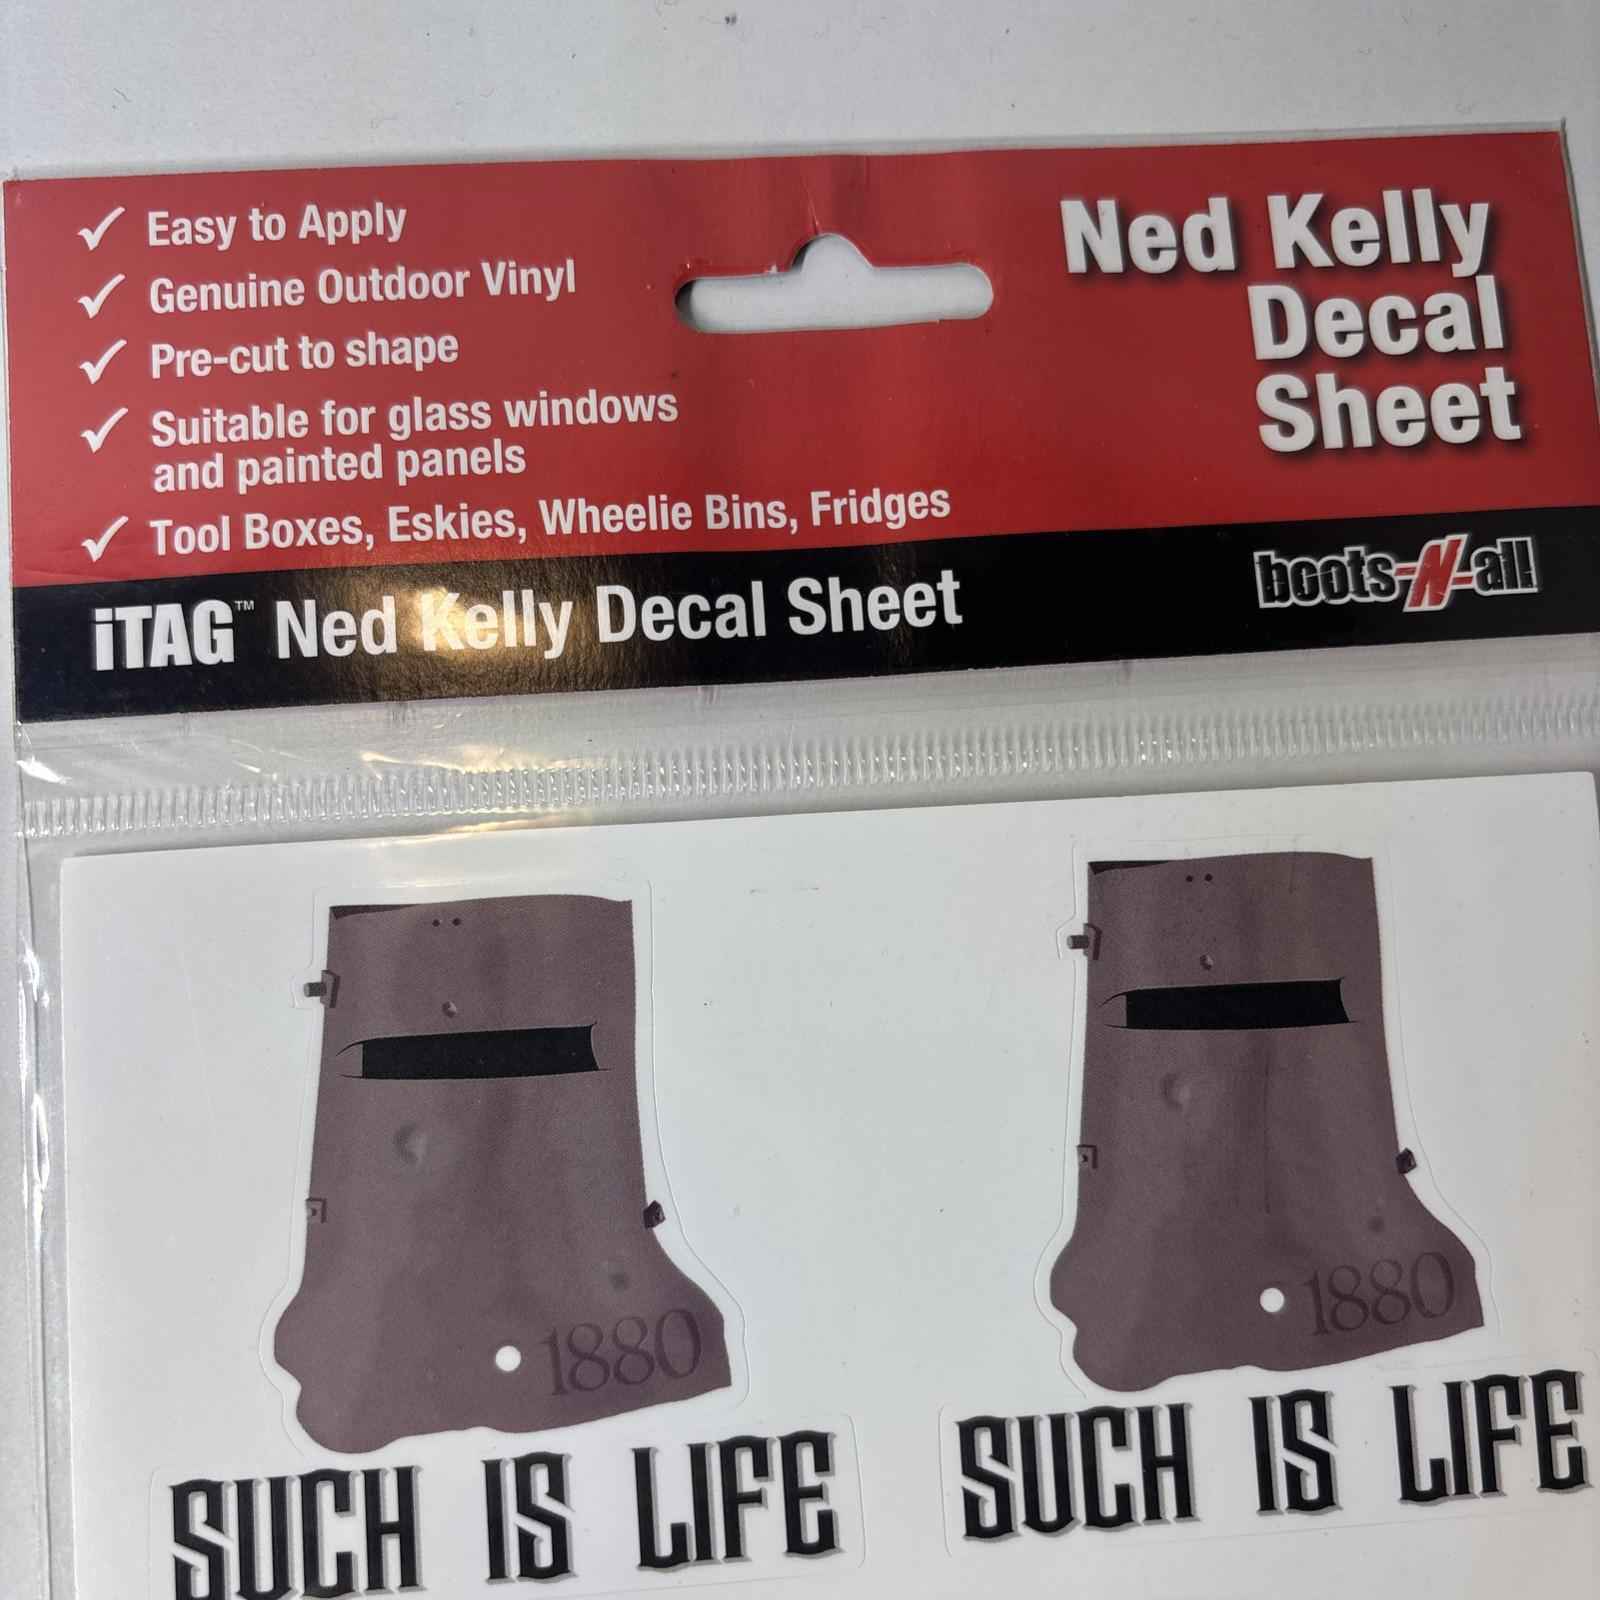 Easy to Apply
Genuine Outdoor Vinyl
Pre-cut to shape
Suitable for glass windows
and painted panels
Tool Boxes, Eskies, Wheelie Bins, Fridges
Ned Kelly
Decal
Sheet
iTAG™ Ned Kelly Decal Sheet
boots-N-all!
1880
1880
SUCH IS LIFE
SUCH IS LIFE